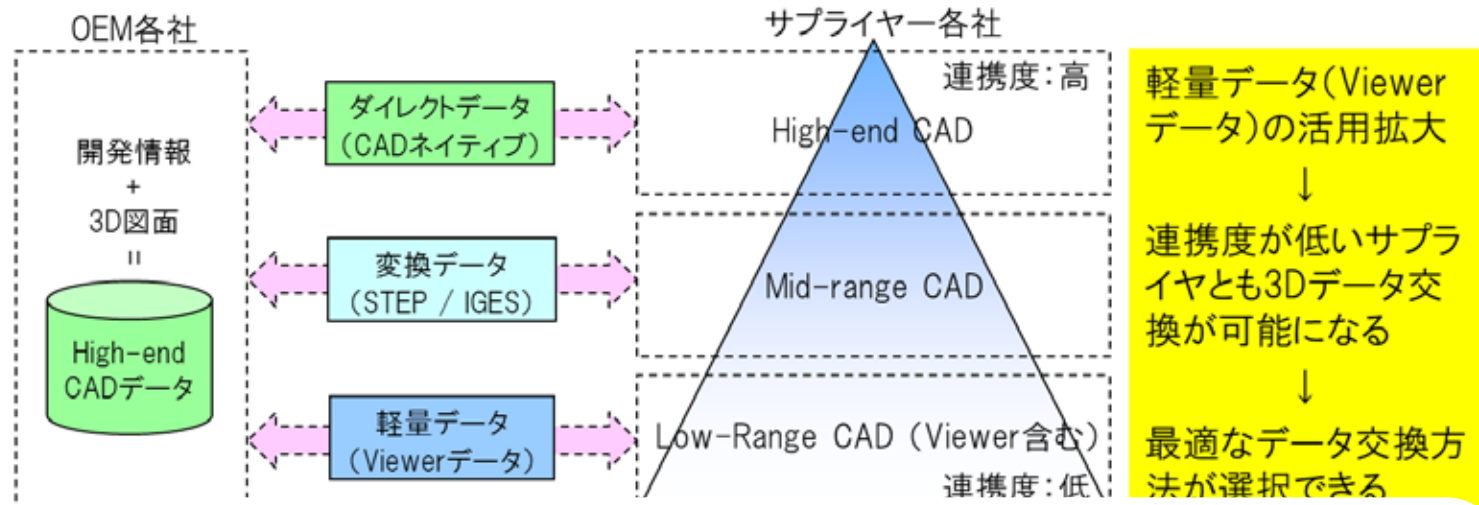 OEM各社
開発情報
+
3D図面
=
High-end
CADデータ
ダイレクトデータ
(CADネイティブ)
変換データ
(STEP / IGES)
軽量データ
(Viewerデータ)
サプライヤー各社
連携度:高
High-end CAD
Mid-range CAD
Low-Range CAD (Viewer含む)
連携度:低
軽量データ(Viewer
データ)の活用拡大
↓
連携度が低いサプラ
イヤとも3Dデータ交
換が可能になる
↓
最適なデータ交換方
法が選択できる